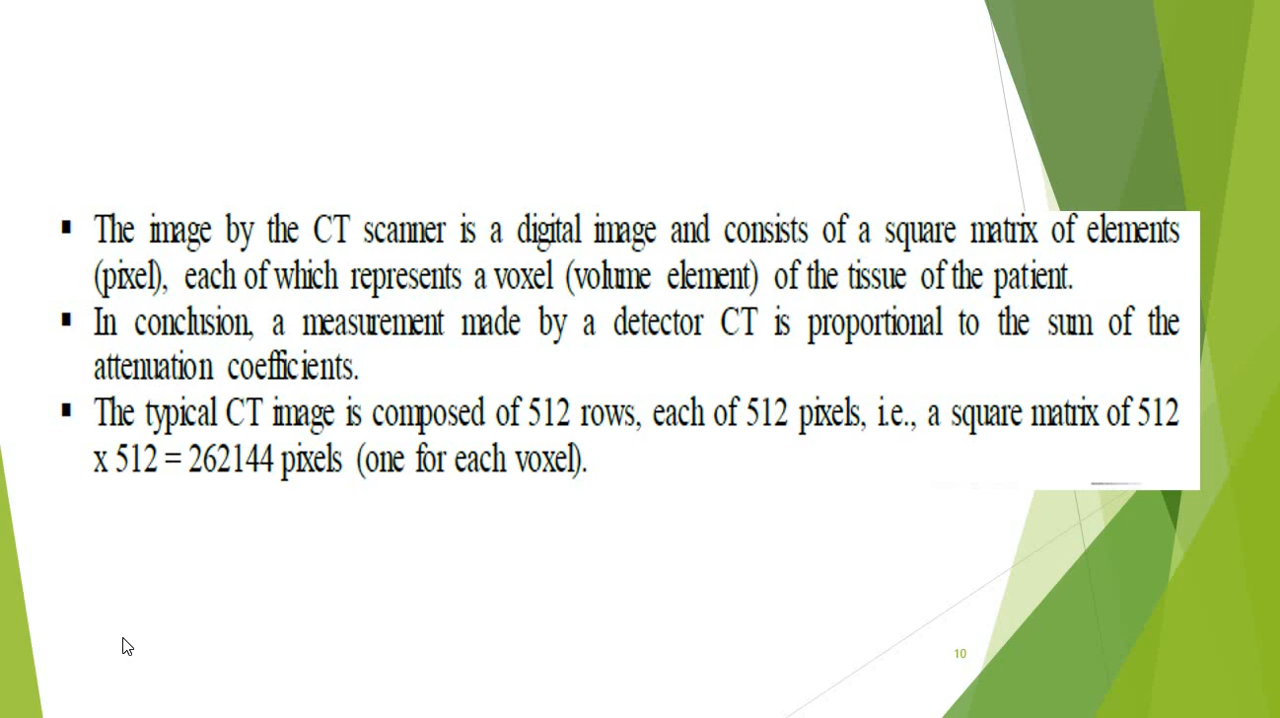 ▪ The image by the CT scanner is a digital image and consists of a square matrix of elements
(pixel), each of which represents a voxel (volume element) of the tissue of the patient.
▪ In conclusion, a measurement made by a detector CT is proportional to the sum of the
attenuation coefficients.
▪ The typical CT image is composed of 512 rows, each of 512 pixels, i.e., a square matrix of 512
x 512 = 262144 pixels (one for each voxel).
10